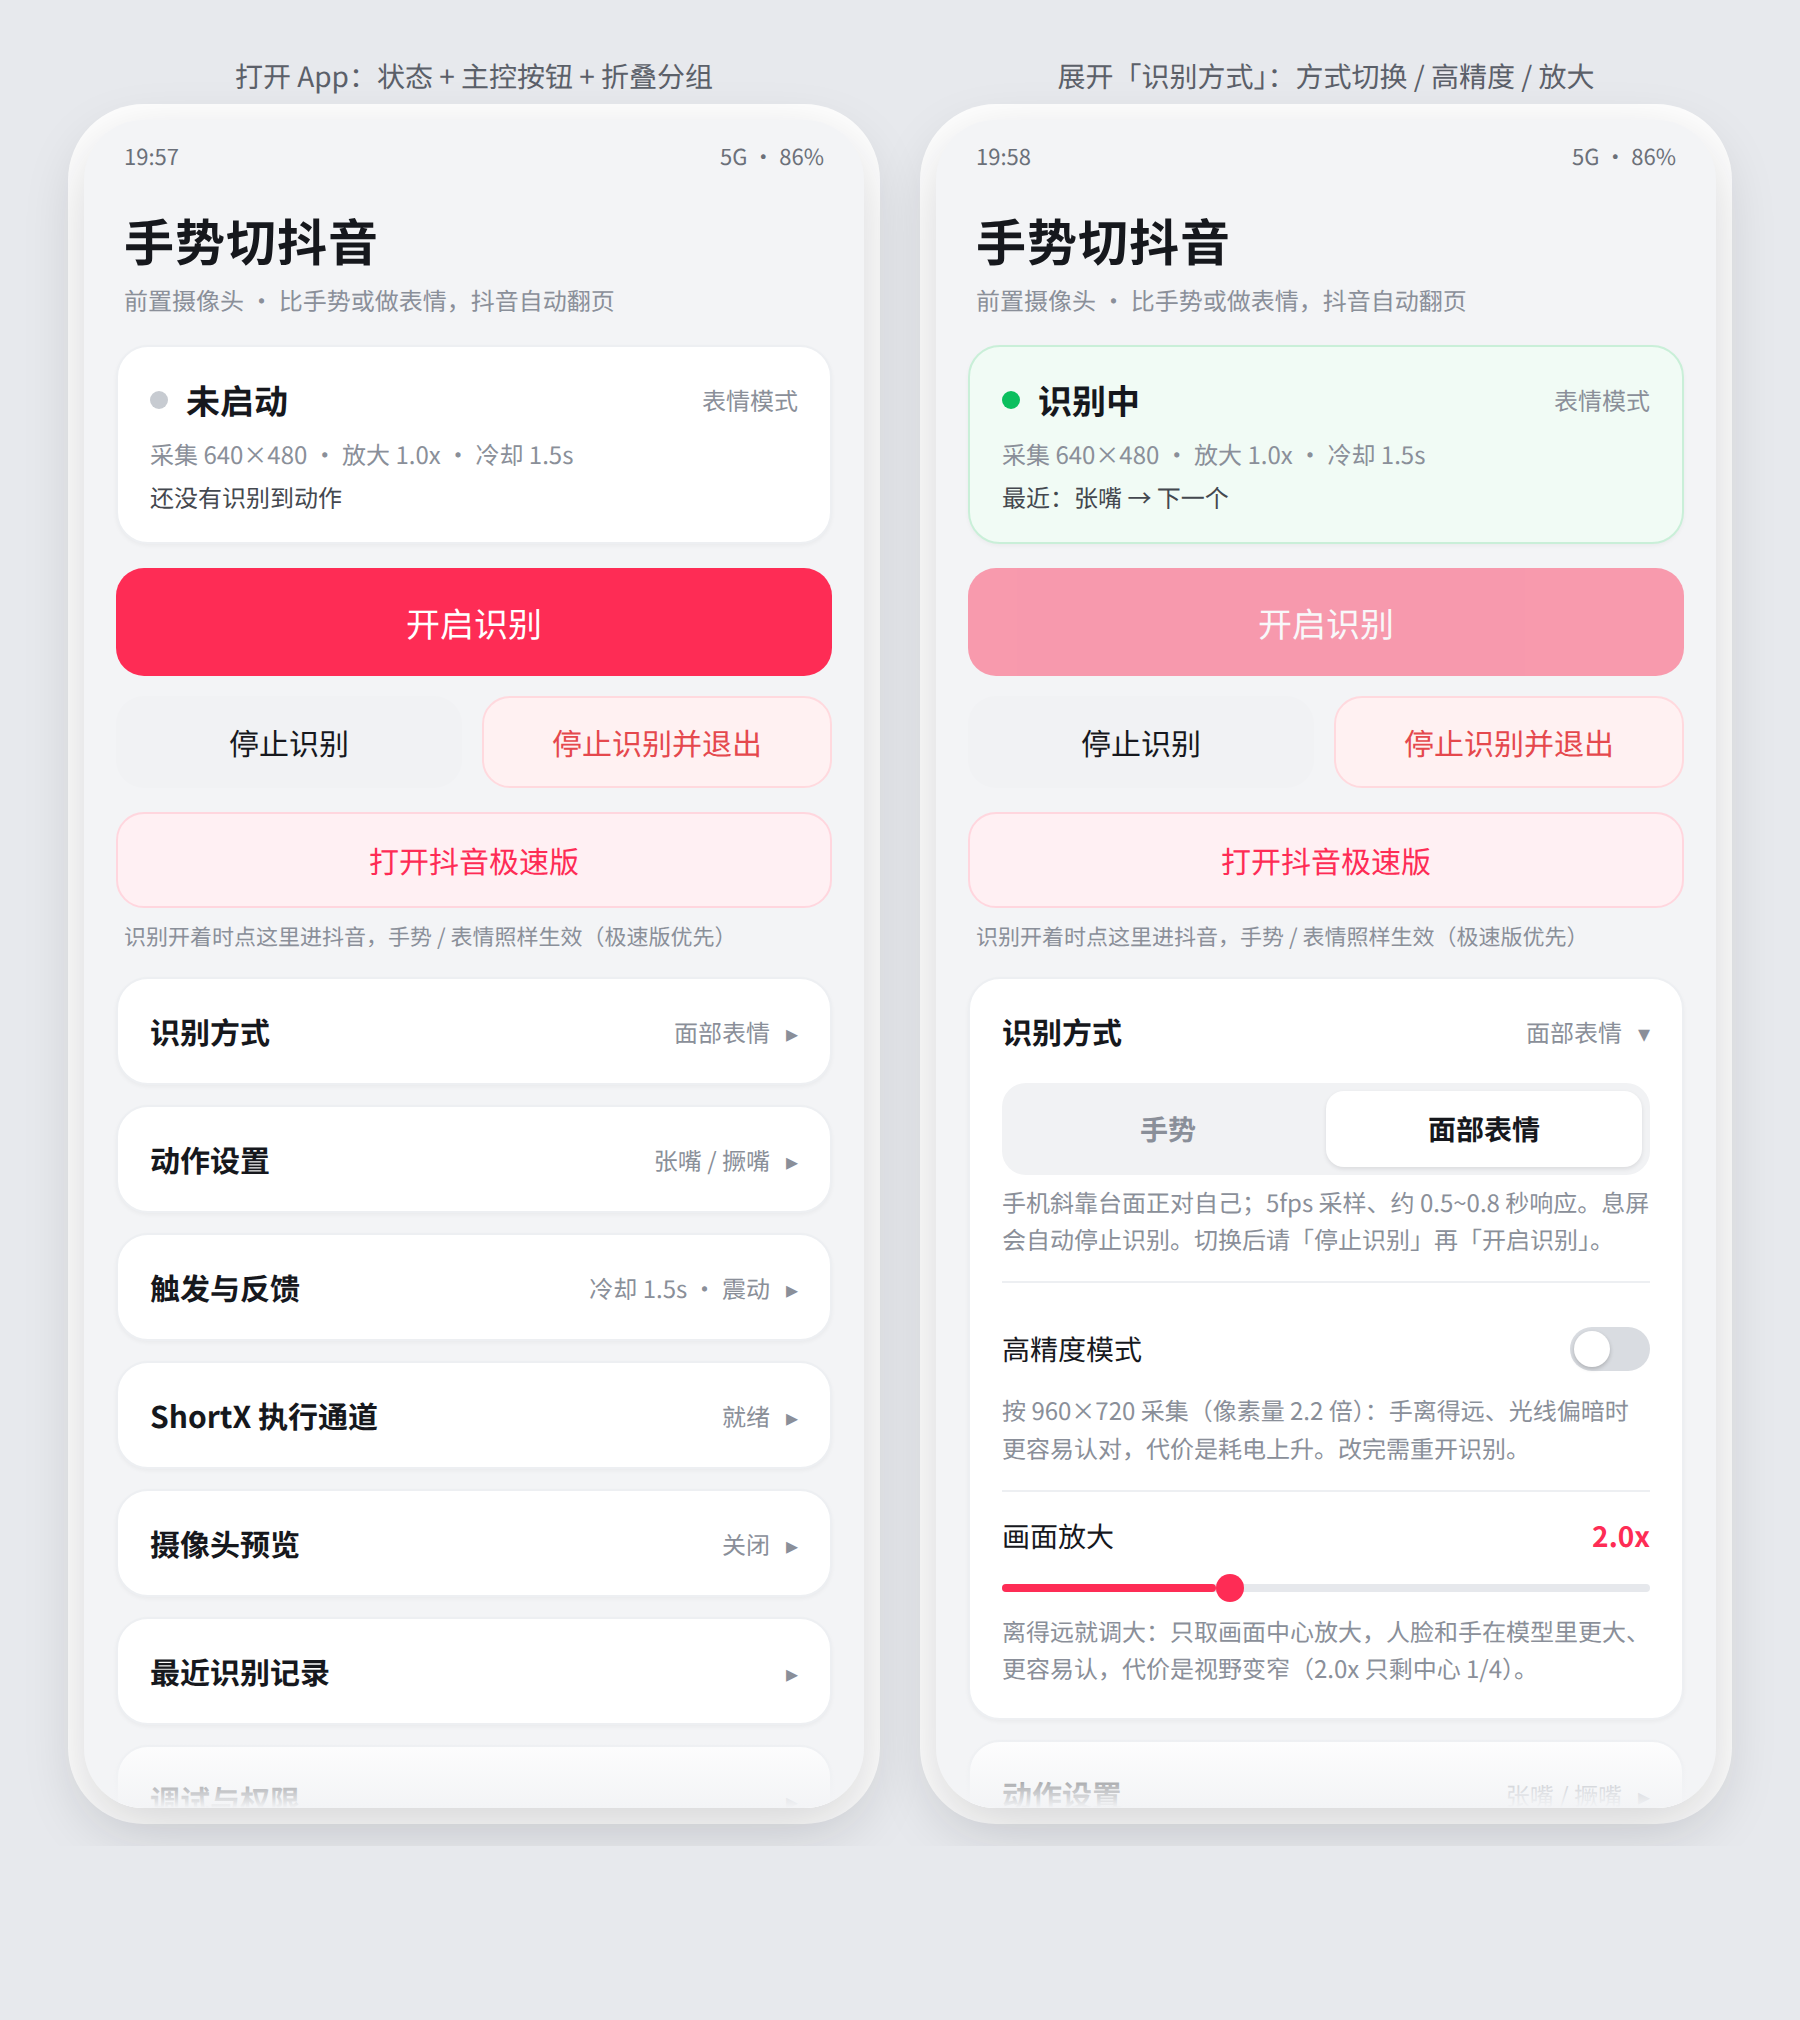 打开 App：状态 + 主控按钮 + 折叠分组
19:57
5G • 86%
手势切抖音
前置摄像头 • 比手势或做表情，抖音自动翻页
未启动
表情模式
采集 640×480 • 放大 1.0x • 冷却 1.5s
还没有识别到动作
开启识别
停止识别
停止识别并退出
打开抖音极速版
识别开着时点这里进抖音，手势 / 表情照样生效（极速版优先）
识别方式
面部表情 ▸
动作设置
张嘴 / 撅嘴 ▸
触发与反馈
冷却 1.5s • 震动 ▸
ShortX 执行通道
就绪 ▸
摄像头预览
关闭 ▸
最近识别记录
▸
调试与权限
▸
展开「识别方式」：方式切换 / 高精度 / 放大
19:58
5G • 86%
手势切抖音
前置摄像头 • 比手势或做表情，抖音自动翻页
识别中
表情模式
采集 640×480 • 放大 1.0x • 冷却 1.5s
最近：张嘴 → 下一个
开启识别
停止识别
停止识别并退出
打开抖音极速版
识别开着时点这里进抖音，手势 / 表情照样生效（极速版优先）
识别方式
面部表情 ▾
手势
面部表情
手机斜靠台面正对自己；5fps 采样、约 0.5~0.8 秒响应。息屏
会自动停止识别。切换后请「停止识别」再「开启识别」。
高精度模式
按 960×720 采集（像素量 2.2 倍）：手离得远、光线偏暗时
更容易认对，代价是耗电上升。改完需重开识别。
画面放大
2.0x
离得远就调大：只取画面中心放大，人脸和手在模型里更大、
更容易认，代价是视野变窄（2.0x 只剩中心 1/4）。
动作设置
张嘴 / 撅嘴 ▸